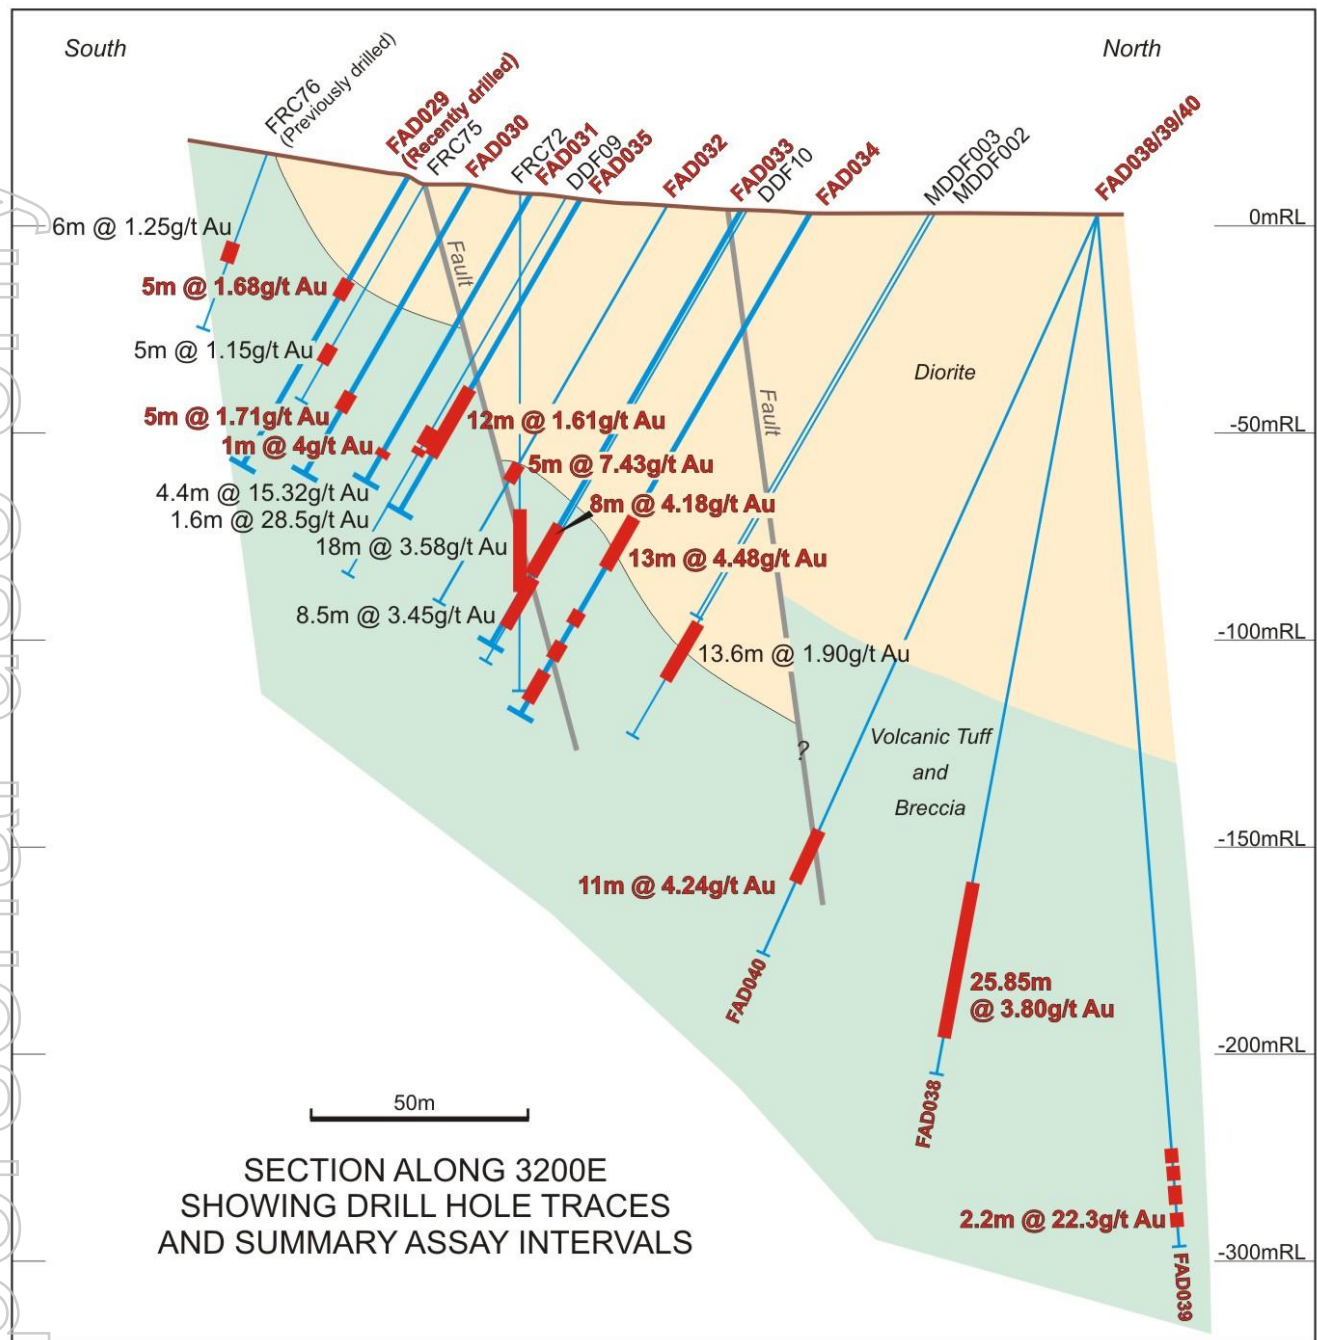 South
North
FRC76
(Previously drilled)
FAD029
(Recently drilled)
FRC75
FAD030
FRC72
FAD031
DDF09
FAD035
FAD032
FAD033
DDF10
FAD034
MDDF003
MDDF002
FAD038/39/40
0mRL
6m @ 1.25g/t Au
Fault
5m @ 1.68g/t Au
5m @ 1.15g/t Au
Diorite
Fault
5m @ 1.71g/t Au
12m @ 1.61g/t Au
-50mRL
1m @ 4g/t Au
5m @ 7.43g/t Au
4.4m @ 15.32g/t Au
8m @ 4.18g/t Au
1.6m @ 28.5g/t Au
18m @ 3.58g/t Au
13m @ 4.48g/t Au
8.5m @ 3.45g/t Au
-100mRL
13.6m @ 1.90g/t Au
?
Volcanic Tuff
and
Breccia
-150mRL
11m @ 4.24g/t Au
FAD040
25.85m
@ 3.80g/t Au
-200mRL
FAD038
50m
SECTION ALONG 3200E
SHOWING DRILL HOLE TRACES
AND SUMMARY ASSAY INTERVALS
2.2m @ 22.3g/t Au
-300mRL
FAD039